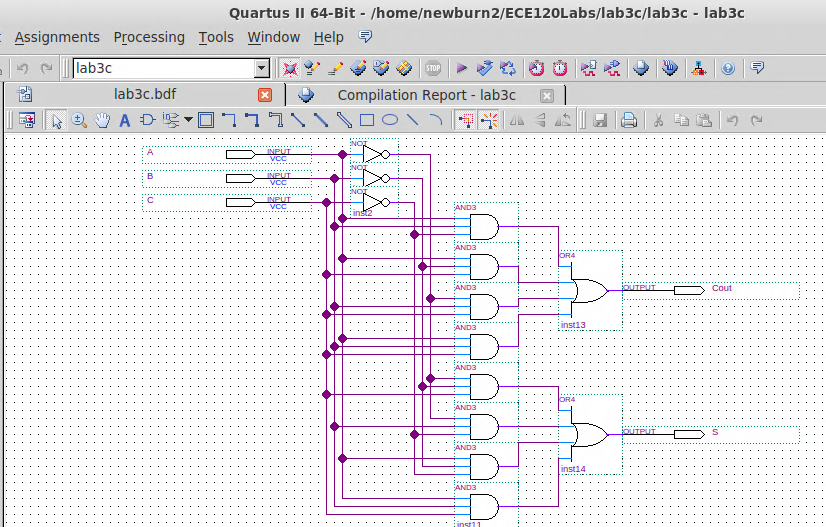 Quartus II 64-Bit - /home/newburn2/ECE120Labs/lab3c/lab3c - lab3c
Assignments Processing Tools Window Help
lab3c
STOP
lab3c.bdf Compilation Report - lab3c
A
A INPUT VCC NOT
B INPUT VCC NOT
C INPUT VCC NOT
inst2
AND3
AND3
OR4
AND3
OUTPUT Cout
inst13
AND3
AND3
OR4
AND3
OUTPUT S
AND3
inst14
AND3
inst11